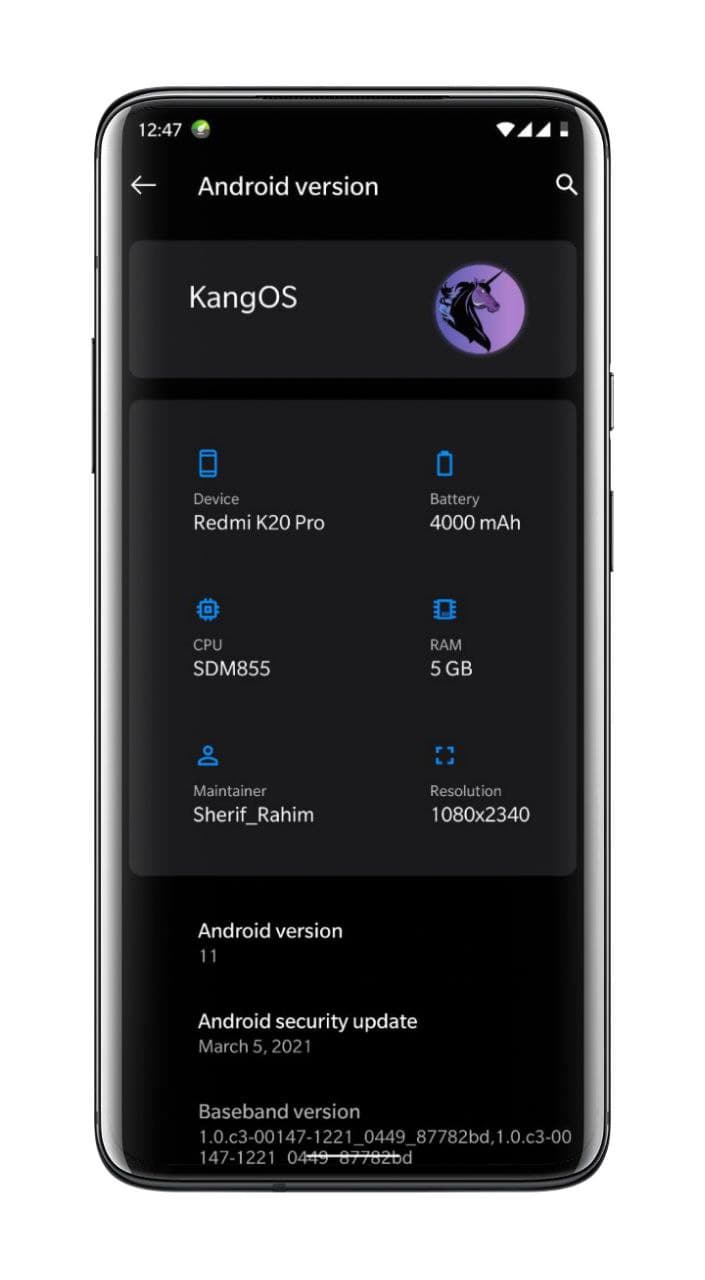 12:47
Android version
KangOS
Device
Battery
Redmi K20 Pro
4000 mAh
CPU
RAM
SDM855
5 GB
Maintainer
Resolution
Sherif_Rahim
1080x2340
Android version
11
Android security update
March 5, 2021
Baseband version
1.0.c3-00147-1221_0449_87782bd,1.0.c3-00
147-1221_0449_87782bd